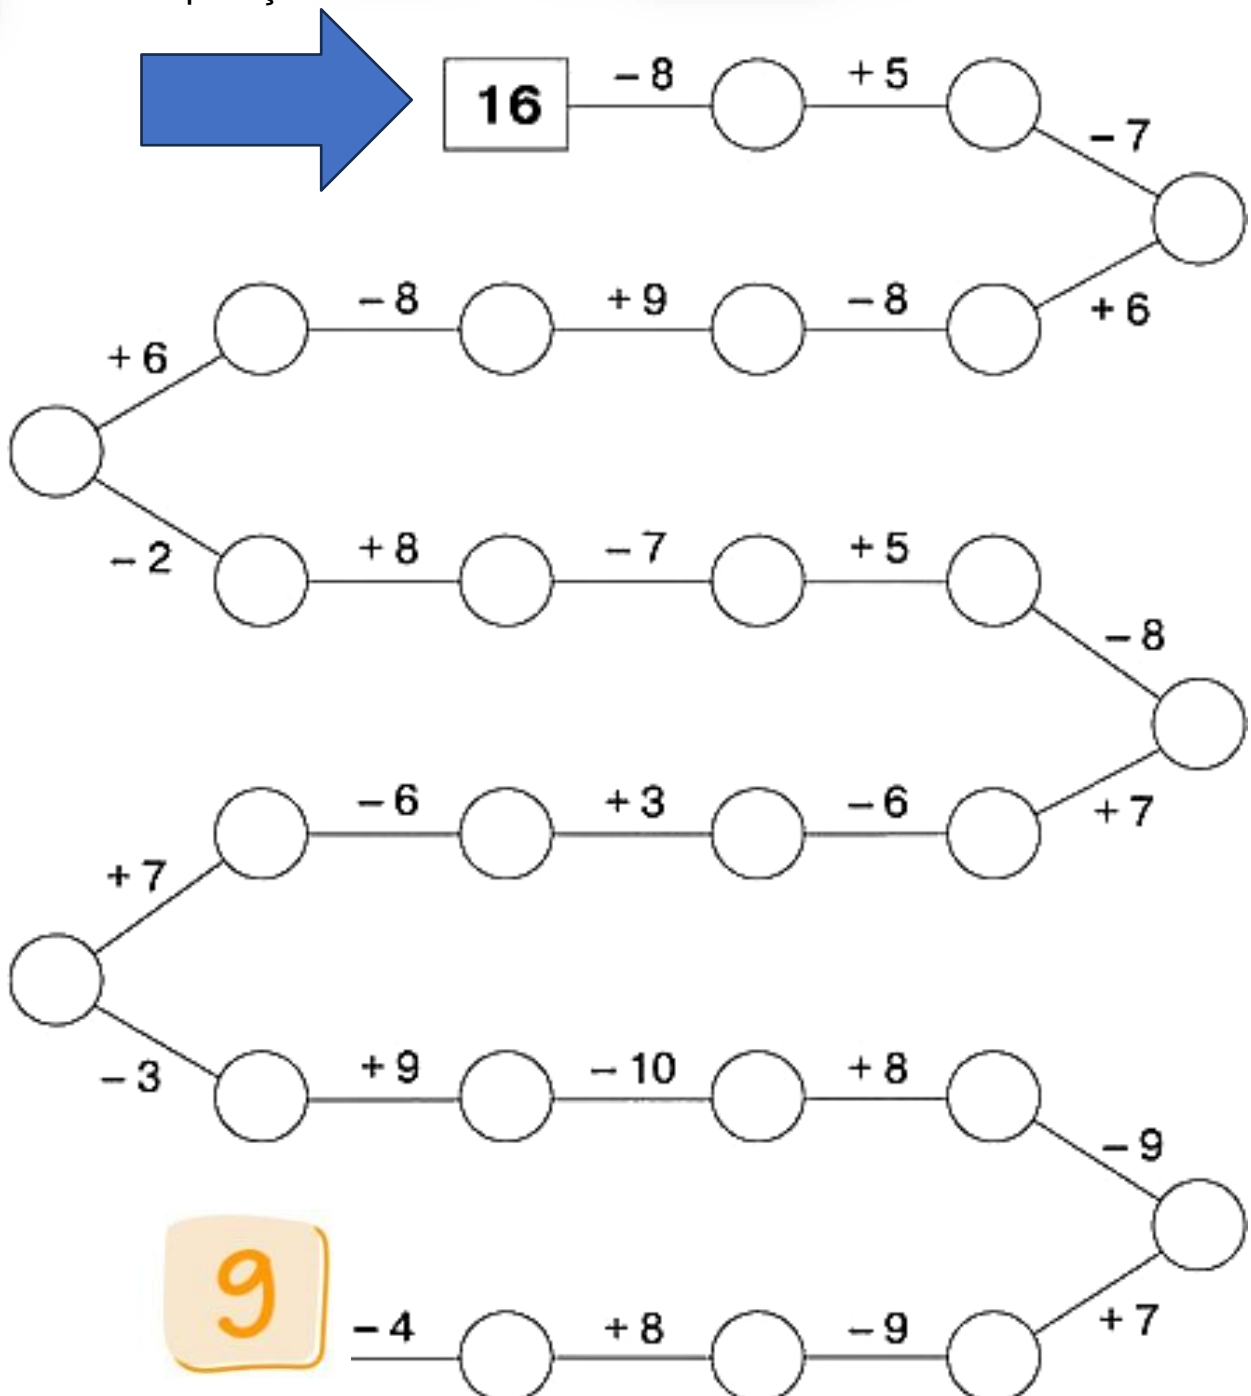 16 – 8 + 5
– 7
– 8 + 9 – 8 + 6
+ 6
– 2 + 8 – 7 + 5
– 8
– 6 + 3 – 6 + 7
+ 7
– 3 + 9 – 10 + 8
– 9
9 – 4 + 8 – 9 + 7